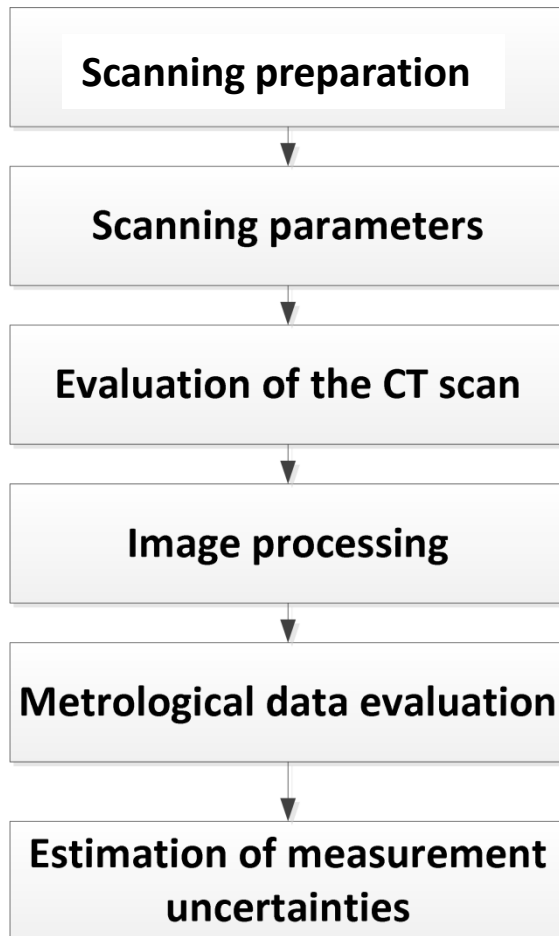 Scanning preparation
Scanning parameters
Evaluation of the CT scan
Image processing
Metrological data evaluation
Estimation of measurement
uncertainties